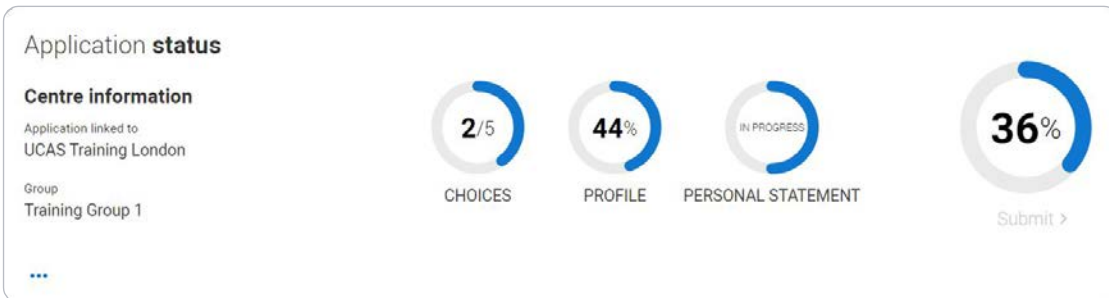 Application status
Centre information
Application linked to
UCAS Training London
Group
Training Group 1
2/5
CHOICES
44%
PROFILE
IN PROGRESS
PERSONAL STATEMENT
36%
Submit >
...